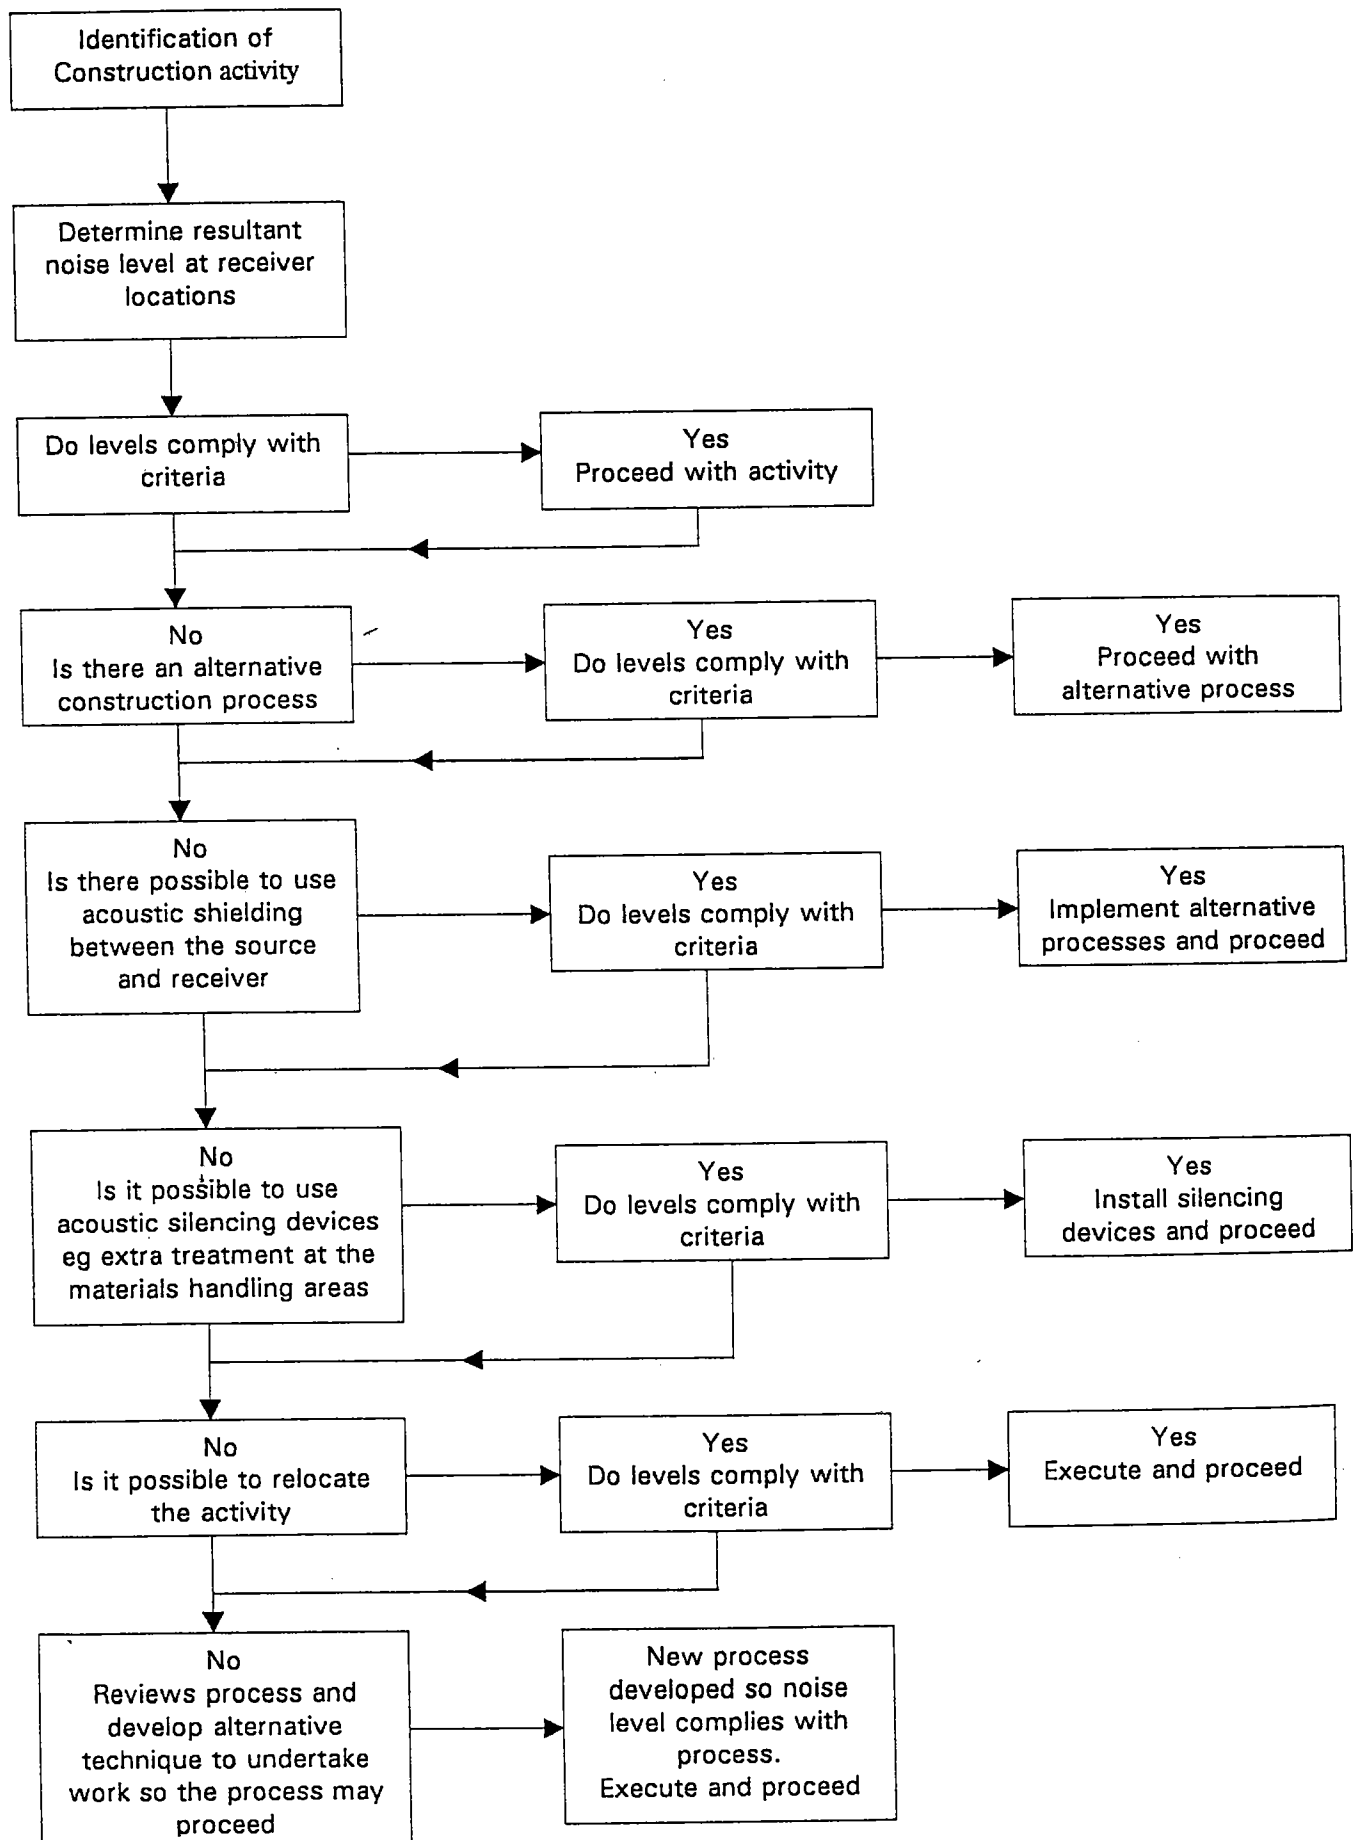 Identification of
Construction activity
Determine resultant
noise level at receiver
locations
Do levels comply with
criteria
Yes
Proceed with activity
No
Is there an alternative
construction process
Yes
Do levels comply with
criteria
Yes
Proceed with
alternative process
No
Is there possible to use
acoustic shielding
between the source
and receiver
Yes
Do levels comply with
criteria
Yes
Implement alternative
processes and proceed
No
Is it possible to use
acoustic silencing devices
eg extra treatment at the
materials handling areas
Yes
Do levels comply with
criteria
Yes
Install silencing
devices and proceed
No
Is it possible to relocate
the activity
Yes
Do levels comply with
criteria
Yes
Execute and proceed
No
Reviews process and
develop alternative
technique to undertake
work so the process may
proceed
New process
developed so noise
level complies with
process.
Execute and proceed